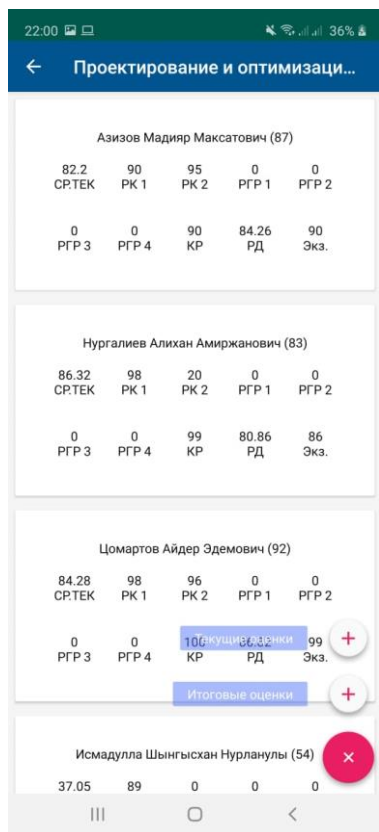 22:00 36%
Проектирование и оптимизаци...
Азизов Мадияр Максатович (87)
82.2 90 95 0 0
СР.ТЕК РК 1 РК 2 РГР 1 РГР 2
0 0 90 84.26 90
РГР 3 РГР 4 КР РД Экз.
Нургалиев Алихан Амиржанович (83)
86.32 98 20 0 0
СР.ТЕК РК 1 РК 2 РГР 1 РГР 2
0 0 99 80.86 86
РГР 3 РГР 4 КР РД Экз.
Цомартов Айдер Эдемович (92)
84.28 98 96 0 0
СР.ТЕК РК 1 РК 2 РГР 1 РГР 2
Текущие оценки
0 0 100 99
РГР 3 РГР 4 КР РД Экз.
Итоговые оценки
Исмадулла Шынгысхан Нурланулы (54)
37.05 89 0 0 0